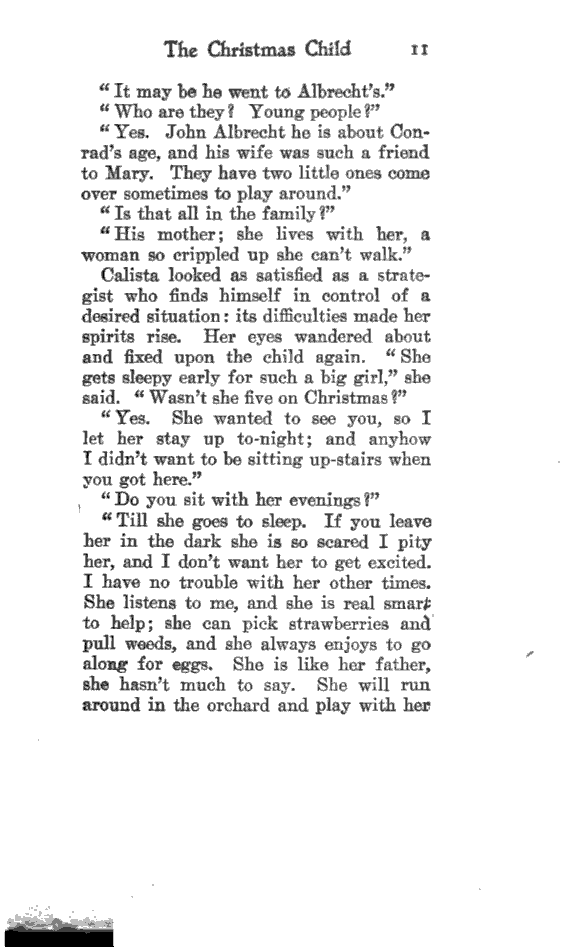 The Christmas Child 11
"It may be he went to Albrecht's."
"Who are they? Young people?"
"Yes. John Albrecht he is about Con-
rad's age, and his wife was such a friend
to Mary. They have two little ones come
over sometimes to play around."
"Is that all in the family?"
"His mother; she lives with her, a
woman so crippled up she can't walk."
Calista looked as satisfied as a strate-
gist who finds himself in control of a
desired situation: its difficulties made her
spirits rise. Her eyes wandered about
and fixed upon the child again. "She
gets sleepy early for such a big girl," she
said. "Wasn't she five on Christmas?"
"Yes. She wanted to see you, so I
let her stay up to-night; and anyhow
I didn't want to be sitting up-stairs when
you got here."
"Do you sit with her evenings?"
"Till she goes to sleep. If you leave
her in the dark she is so scared I pity
her, and I don't want her to get excited.
I have no trouble with her other times.
She listens to me, and she is real smart
to help; she can pick strawberries and
pull weeds, and she always enjoys to go
along for eggs. She is like her father,
she hasn't much to say. She will run
around in the orchard and play with her